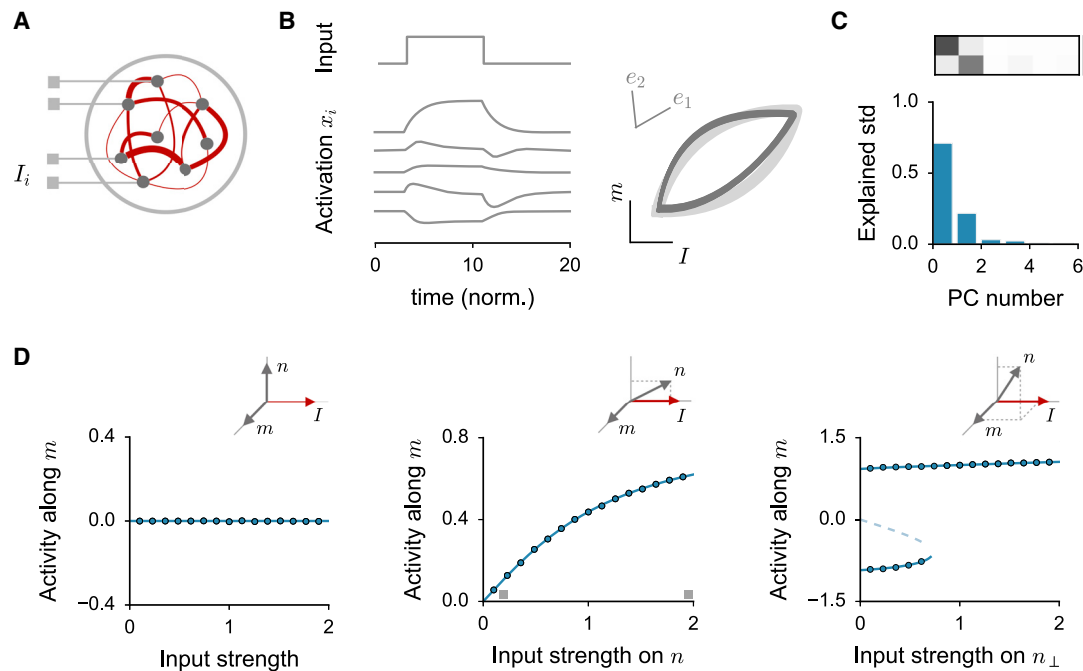 A
I_i
B
Input
Activation x_i
0
10
20
time (norm.)
e_2
e_1
m
I
C
1.0
0.5
0.0
Explained std
0
2
4
6
PC number
D
n
I
m
0.4
0.0
−0.4
Activity along m
0
1
2
Input strength
n
I
m
0.8
0.4
0.0
Activity along m
0
1
2
Input strength on n
n
I
m
1.5
0.0
−1.5
Activity along m
0
1
2
Input strength on n_⊥